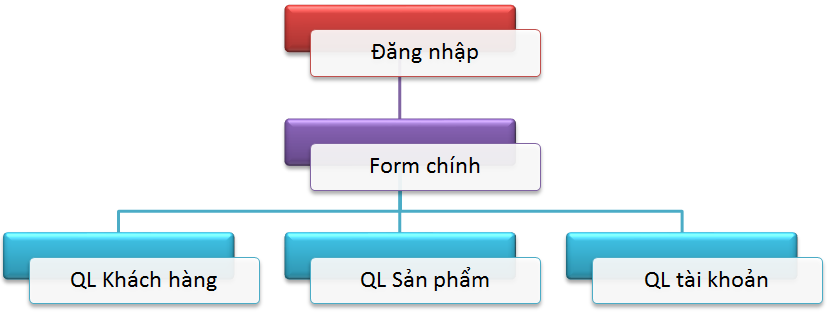 Đăng nhập
Form chính
QL Khách hàng
QL Sản phẩm
QL tài khoản